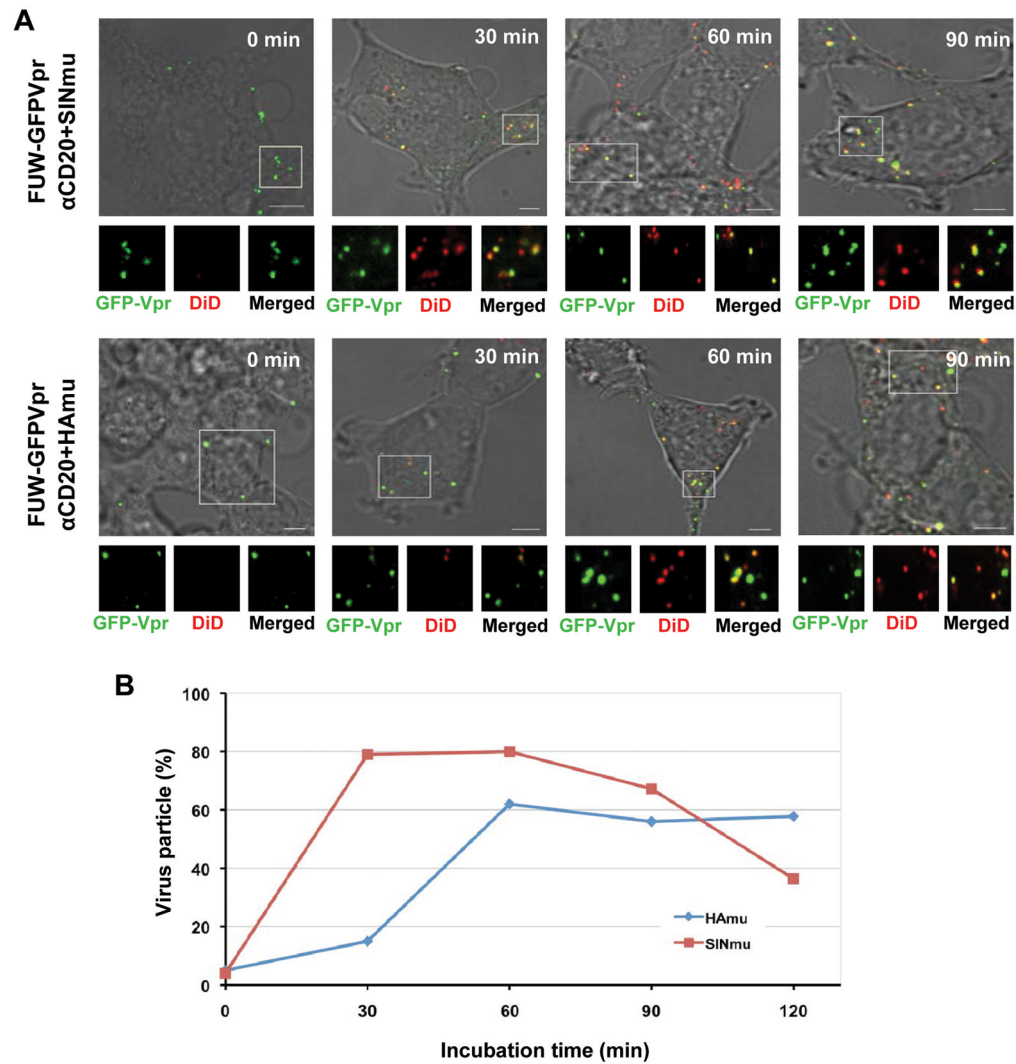 A
FUW-GFPVpr
αCD20+SINmu
0 min
30 min
60 min
90 min
GFP-Vpr DiD Merged
GFP-Vpr DiD Merged
GFP-Vpr DiD Merged
GFP-Vpr DiD Merged
FUW-GFPVpr
αCD20+HAmu
0 min
30 min
60 min
90 min
GFP-Vpr DiD Merged
GFP-Vpr DiD Merged
GFP-Vpr DiD Merged
GFP-Vpr DiD Merged
B
Virus particle (%)
100
80
60
40
20
0
HAmu
SINmu
0 30 60 90 120
Incubation time (min)